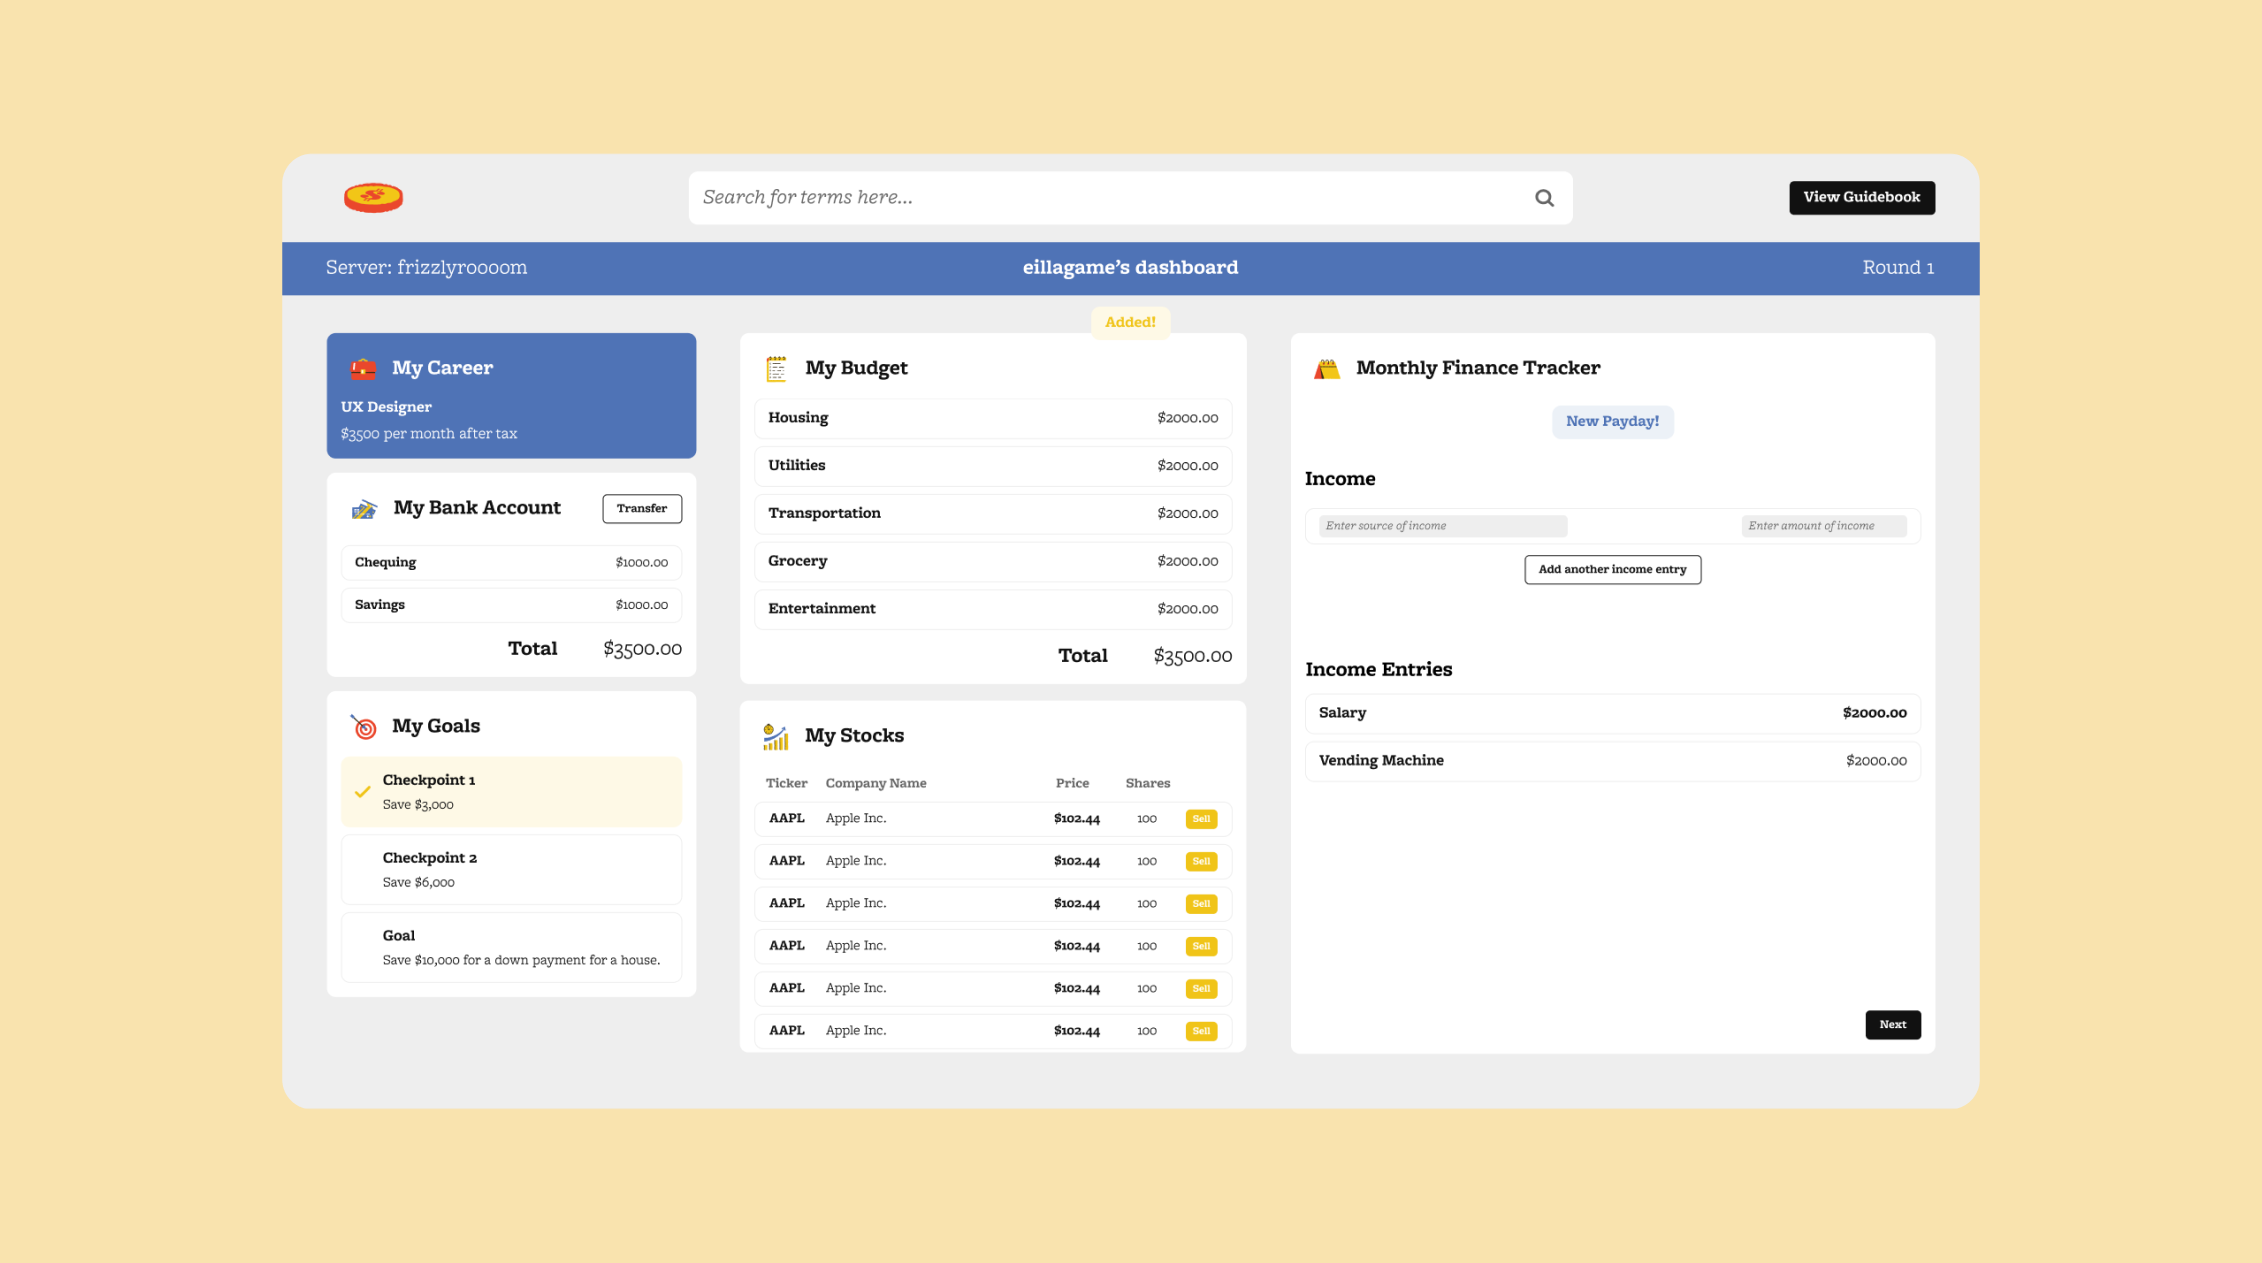 Search for terms here...
View Guidebook
Server: frizzlyroooom
eillagame’s dashboard
Round 1
Added!
My Career
UX Designer
$3500 per month after tax
My Bank Account
Transfer
Chequing $1000.00
Savings $1000.00
Total $3500.00
My Goals
Checkpoint 1
Save $3,000
Checkpoint 2
Save $6,000
Goal
Save $10,000 for a down payment for a house.
My Budget
Housing $2000.00
Utilities $2000.00
Transportation $2000.00
Grocery $2000.00
Entertainment $2000.00
Total $3500.00
My Stocks
Ticker Company Name Price Shares
AAPL Apple Inc. $102.44 100 Sell
AAPL Apple Inc. $102.44 100 Sell
AAPL Apple Inc. $102.44 100 Sell
AAPL Apple Inc. $102.44 100 Sell
AAPL Apple Inc. $102.44 100 Sell
AAPL Apple Inc. $102.44 100 Sell
Monthly Finance Tracker
New Payday!
Income
Enter source of income Enter amount of income
Add another income entry
Income Entries
Salary $2000.00
Vending Machine $2000.00
Next